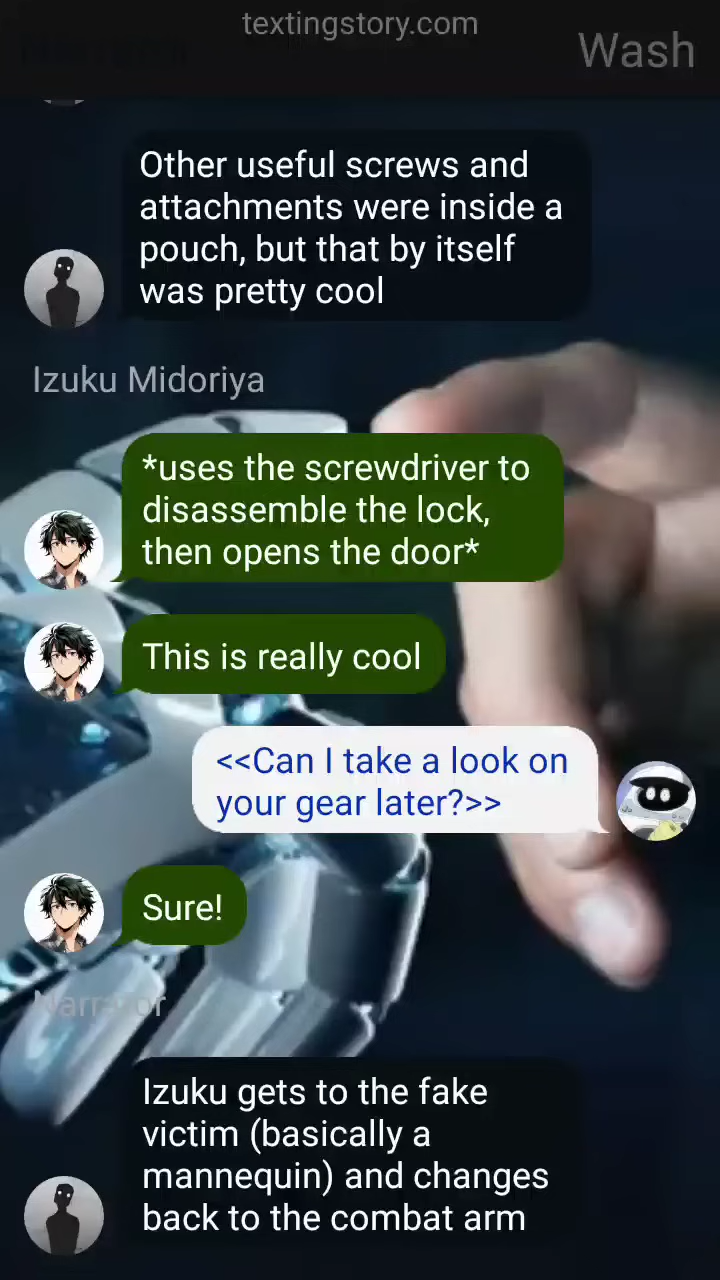 textingstory.com
Wash
Other useful screws and
attachments were inside a
pouch, but that by itself
was pretty cool
Izuku Midoriya
*uses the screwdriver to
disassemble the lock,
then opens the door*
This is really cool
<<Can I take a look on
your gear later?>>
Sure!
Narrator
Izuku gets to the fake
victim (basically a
mannequin) and changes
back to the combat arm